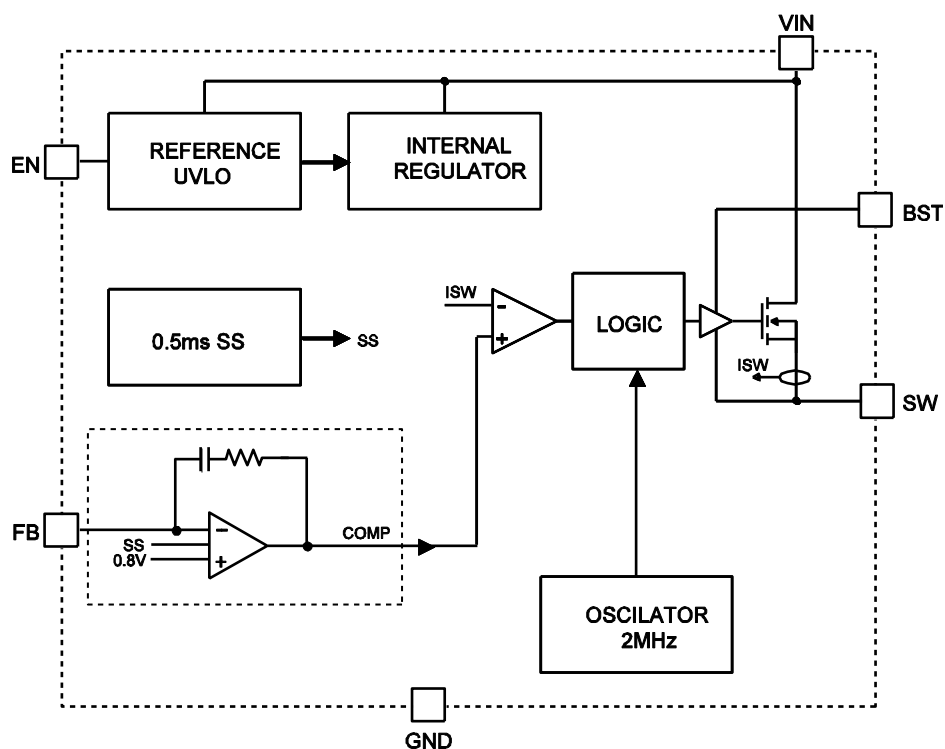 VIN
EN
REFERENCE
UVLO
INTERNAL
REGULATOR
BST
0.5ms SS
SS
ISW
-
+
LOGIC
ISW
SW
FB
SS
0.8V
-
+
COMP
OSCILATOR
2MHz
GND